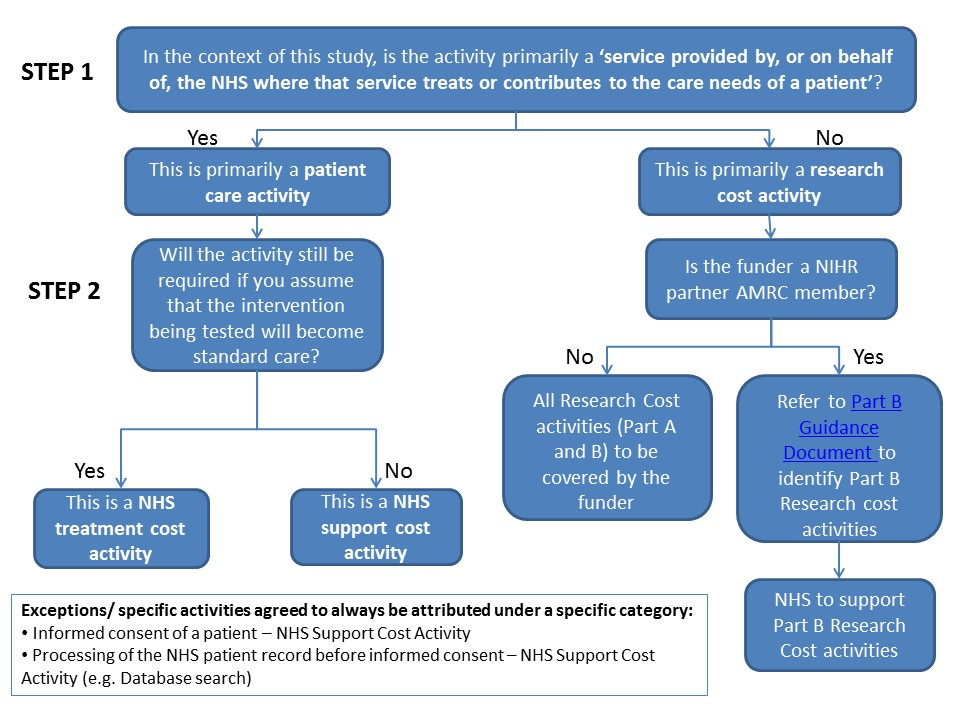 STEP 1
In the context of this study, is the activity primarily a ‘service provided by, or on behalf
of, the NHS where that service treats or contributes to the care needs of a patient’?
Yes
No
This is primarily a patient
care activity
This is primarily a research
cost activity
STEP 2
Will the activity still be
required if you assume
that the intervention
being tested will become
standard care?
Is the funder a NIHR
partner AMRC member?
No
Yes
All Research Cost
activities (Part A
and B) to be
covered by the
funder
Refer to Part B
Guidance
Document to
identify Part B
Research cost
activities
Yes
No
This is a NHS
treatment cost
activity
This is a NHS
support cost
activity
NHS to support
Part B Research
Cost activities
Exceptions/ specific activities agreed to always be attributed under a specific category:
• Informed consent of a patient – NHS Support Cost Activity
• Processing of the NHS patient record before informed consent – NHS Support Cost
Activity (e.g. Database search)